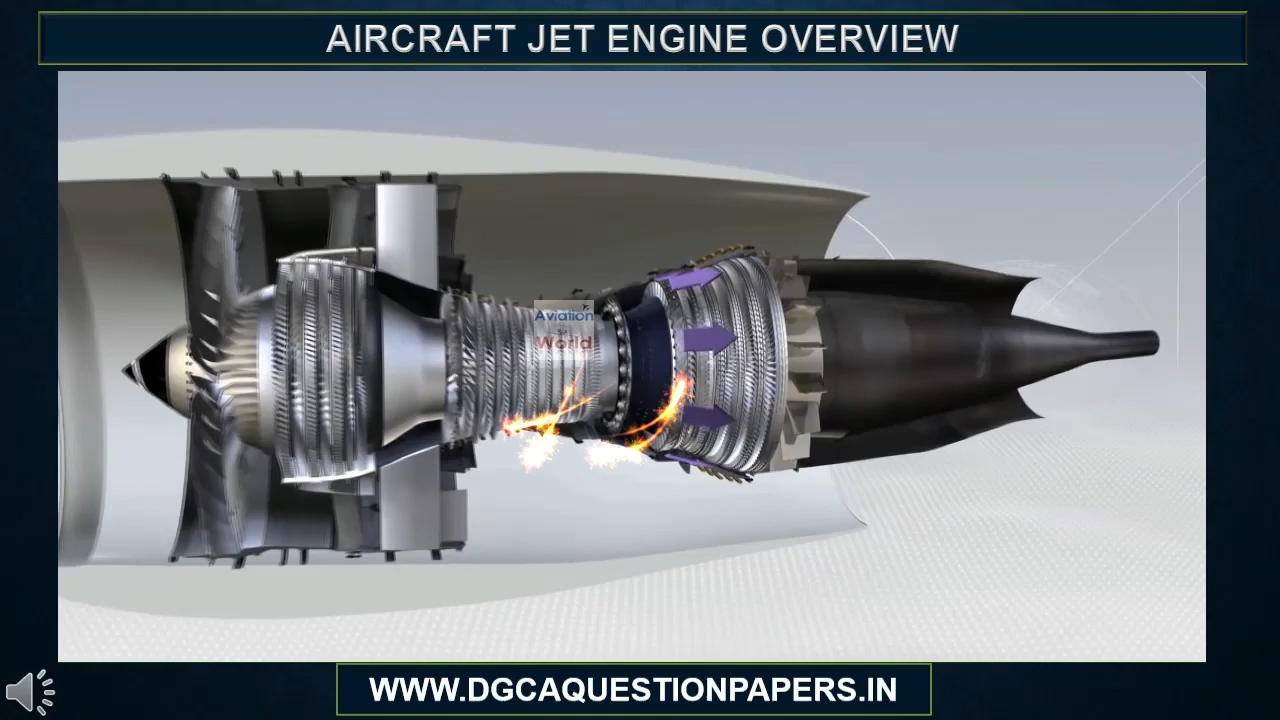 AIRCRAFT JET ENGINE OVERVIEW
Aviation
World
WWW.DGCAQUESTIONPAPERS.IN